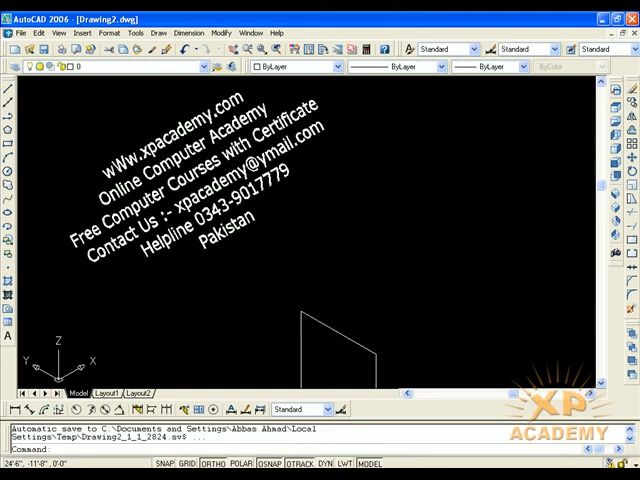 AutoCAD 2006 - [Drawing2.dwg]
File Edit View Insert Format Tools Draw Dimension Modify Window Help
Standard Standard Standard
0 ByLayer ByLayer ByLayer ByColor
www.xpacademy.com
Online Computer Academy
Free Computer Courses with Certificate
Contact Us :- xpacademy@ymail.com
Helpline 0343-9017779
Pakistan
Z
Y X
Model Layout1 Layout2
Standard
XP
ACADEMY
Automatic save to C:\Documents and Settings\Abbas Ahmad\Local
Settings\Temp\Drawing2_1_1_2824.sv$ ...
Command:
24'-6", -11'-8" , 0'-0" SNAP GRID ORTHO POLAR OSNAP OTRACK DYN LWT MODEL